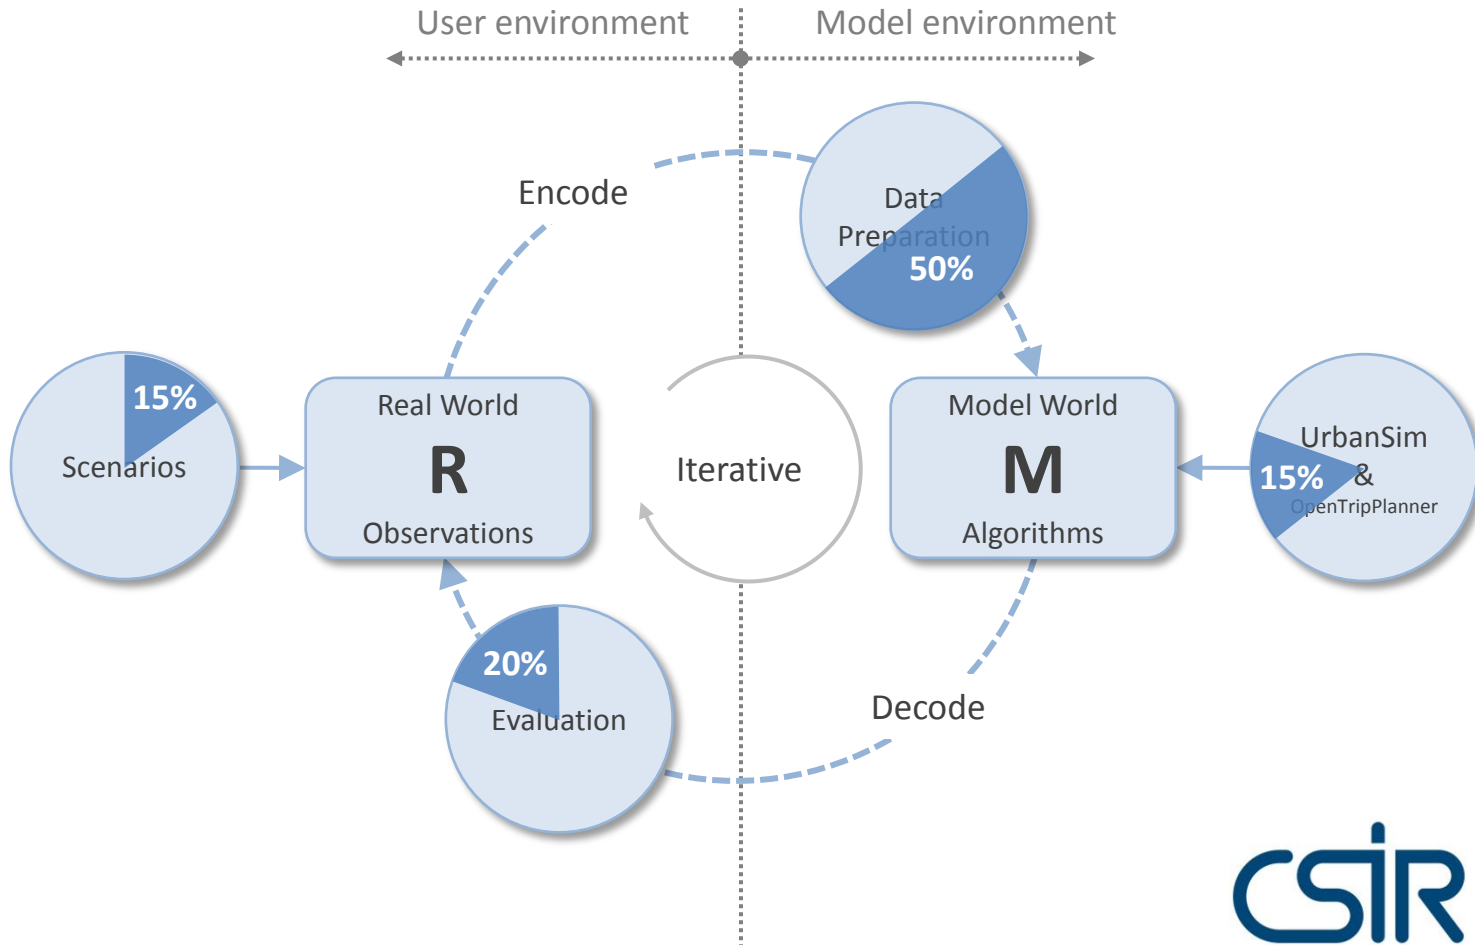 User environment
Model environment
Encode
Data
Preparation
50%
15%
Scenarios
Real World
R
Observations
Iterative
Model World
M
Algorithms
UrbanSim
15%
&
OpenTripPlanner
20%
Evaluation
Decode
CSIR